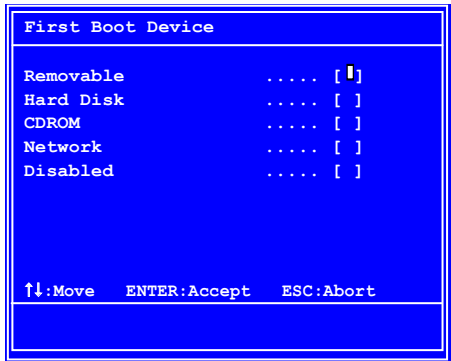 First Boot Device
Removable ..... [▮]
Hard Disk ..... [ ]
CDROM ..... [ ]
Network ..... [ ]
Disabled ..... [ ]
↑↓:Move ENTER:Accept ESC:Abort